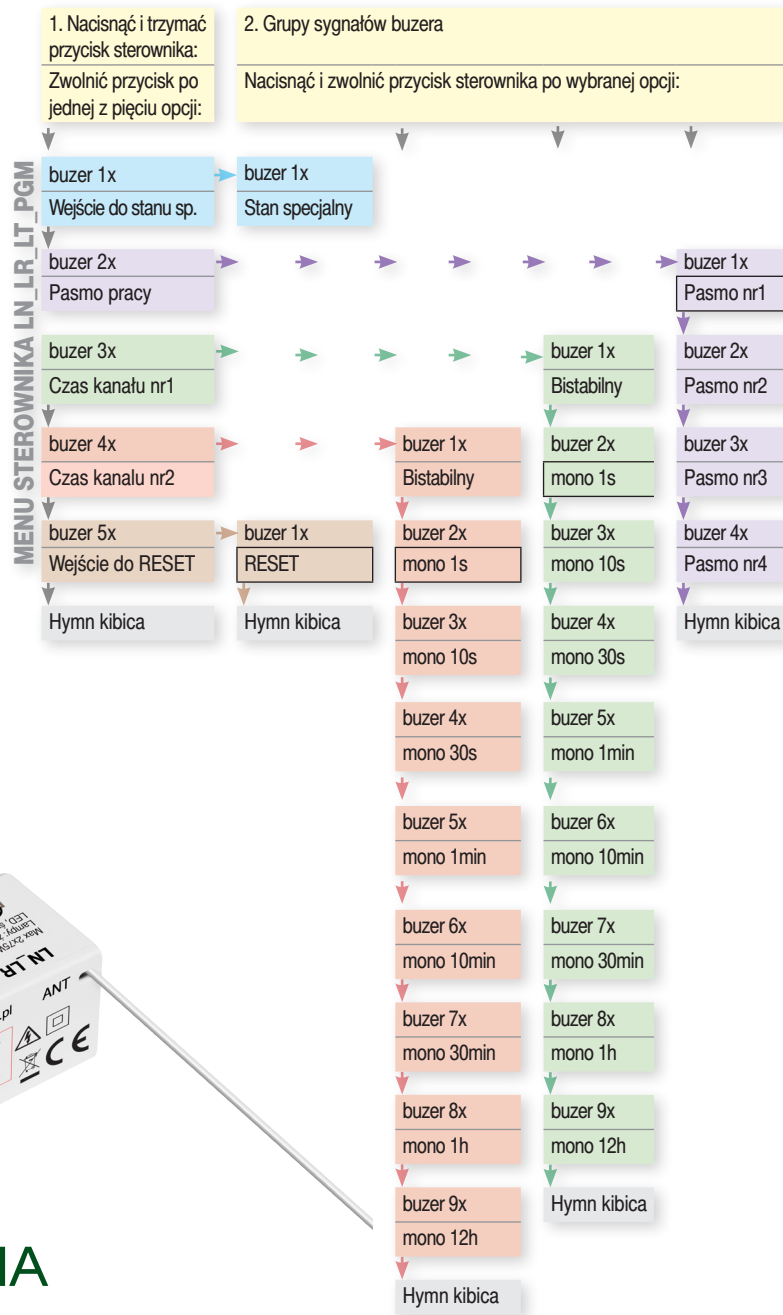 1. Nacisnąć i trzymać
przycisk sterownika:
Zwolnić przycisk po
jednej z pięciu opcji:
2. Grupy sygnałów buzera
Nacisnąć i zwolnić przycisk sterownika po wybranej opcji:
MENU STEROWNIKA LN_LR_LT_PGM
buzer 1x
Wejście do stanu sp.
buzer 1x
Stan specjalny
buzer 2x
Pasmo pracy
buzer 3x
Czas kanału nr1
buzer 4x
Czas kanalu nr2
buzer 5x
Wejście do RESET
Hymn kibica
buzer 1x
RESET
Hymn kibica
buzer 1x
Bistabilny
buzer 2x
mono 1s
buzer 3x
mono 10s
buzer 4x
mono 30s
buzer 5x
mono 1min
buzer 6x
mono 10min
buzer 7x
mono 30min
buzer 8x
mono 1h
buzer 9x
mono 12h
Hymn kibica
buzer 1x
Bistabilny
buzer 2x
mono 1s
buzer 3x
mono 10s
buzer 4x
mono 30s
buzer 5x
mono 1min
buzer 6x
mono 10min
buzer 7x
mono 30min
buzer 8x
mono 1h
buzer 9x
mono 12h
Hymn kibica
buzer 1x
Pasmo nr1
buzer 2x
Pasmo nr2
buzer 3x
Pasmo nr3
buzer 4x
Pasmo nr4
Hymn kibica
Max 2x75W
Lampy:
LED,
LN_LR
ANT
.pl
CE
IA